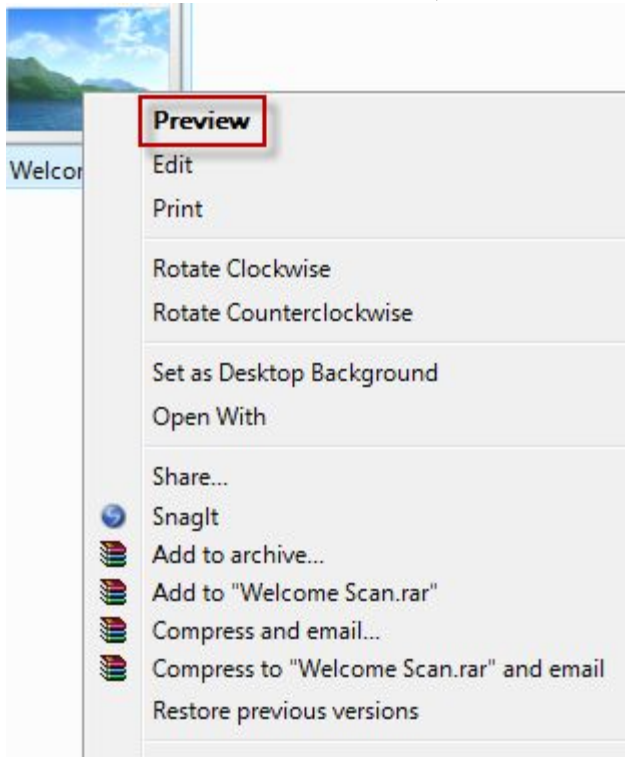 Preview
Welcor
Edit
Print
Rotate Clockwise
Rotate Counterclockwise
Set as Desktop Background
Open With
Share...
SnagIt
Add to archive...
Add to "Welcome Scan.rar"
Compress and email...
Compress to "Welcome Scan.rar" and email
Restore previous versions